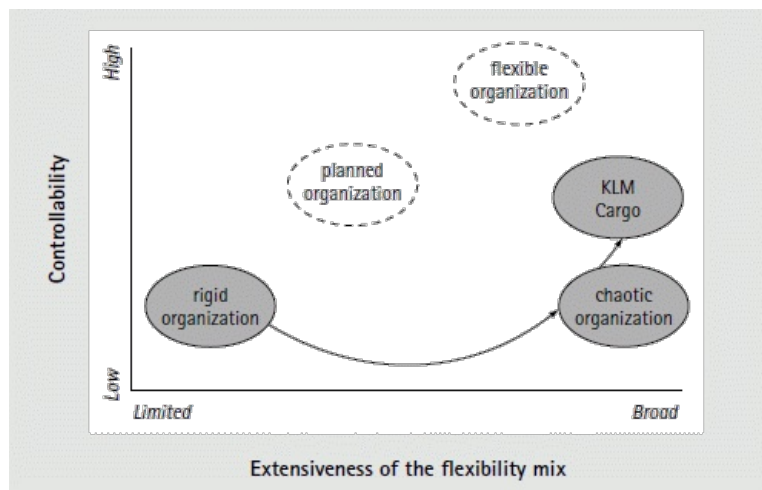 High
flexible
organization
planned
organization
KLM
Cargo
Controllability
rigid
organization
chaotic
organization
Low
Limited
Broad
Extensiveness of the flexibility mix